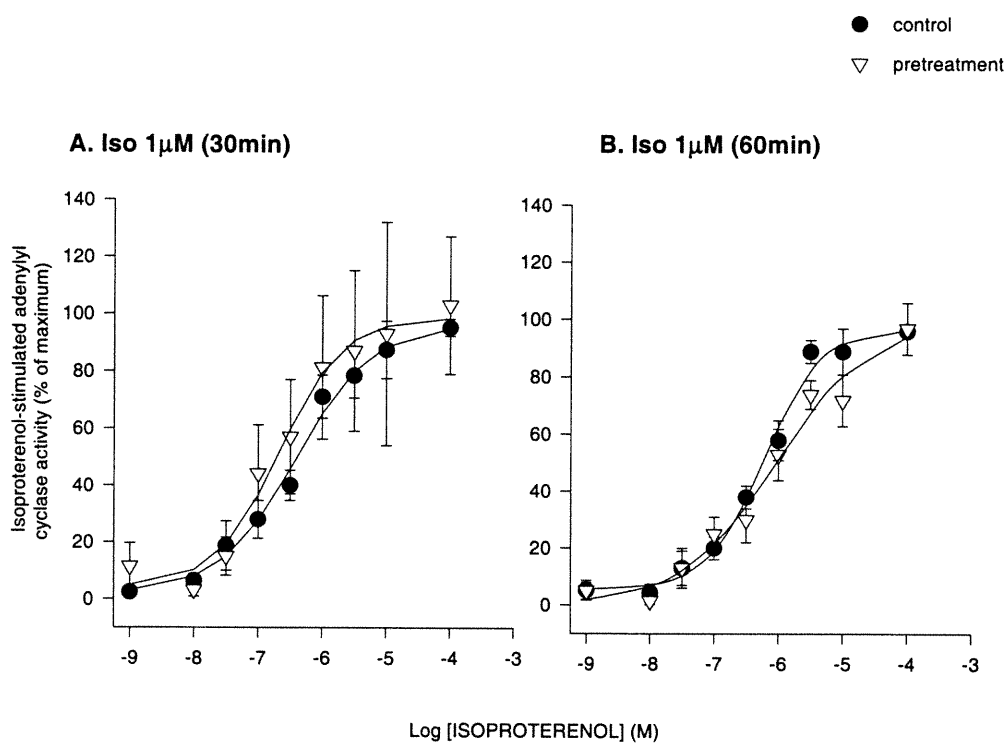 control
pretreatment
A. Iso 1μM (30min)
B. Iso 1μM (60min)
Isoproterenol-stimulated adenylyl
cyclase activity (% of maximum)
140
120
100
80
60
40
20
0
-9 -8 -7 -6 -5 -4 -3
140
120
100
80
60
40
20
0
-9 -8 -7 -6 -5 -4 -3
Log [ISOPROTERENOL] (M)